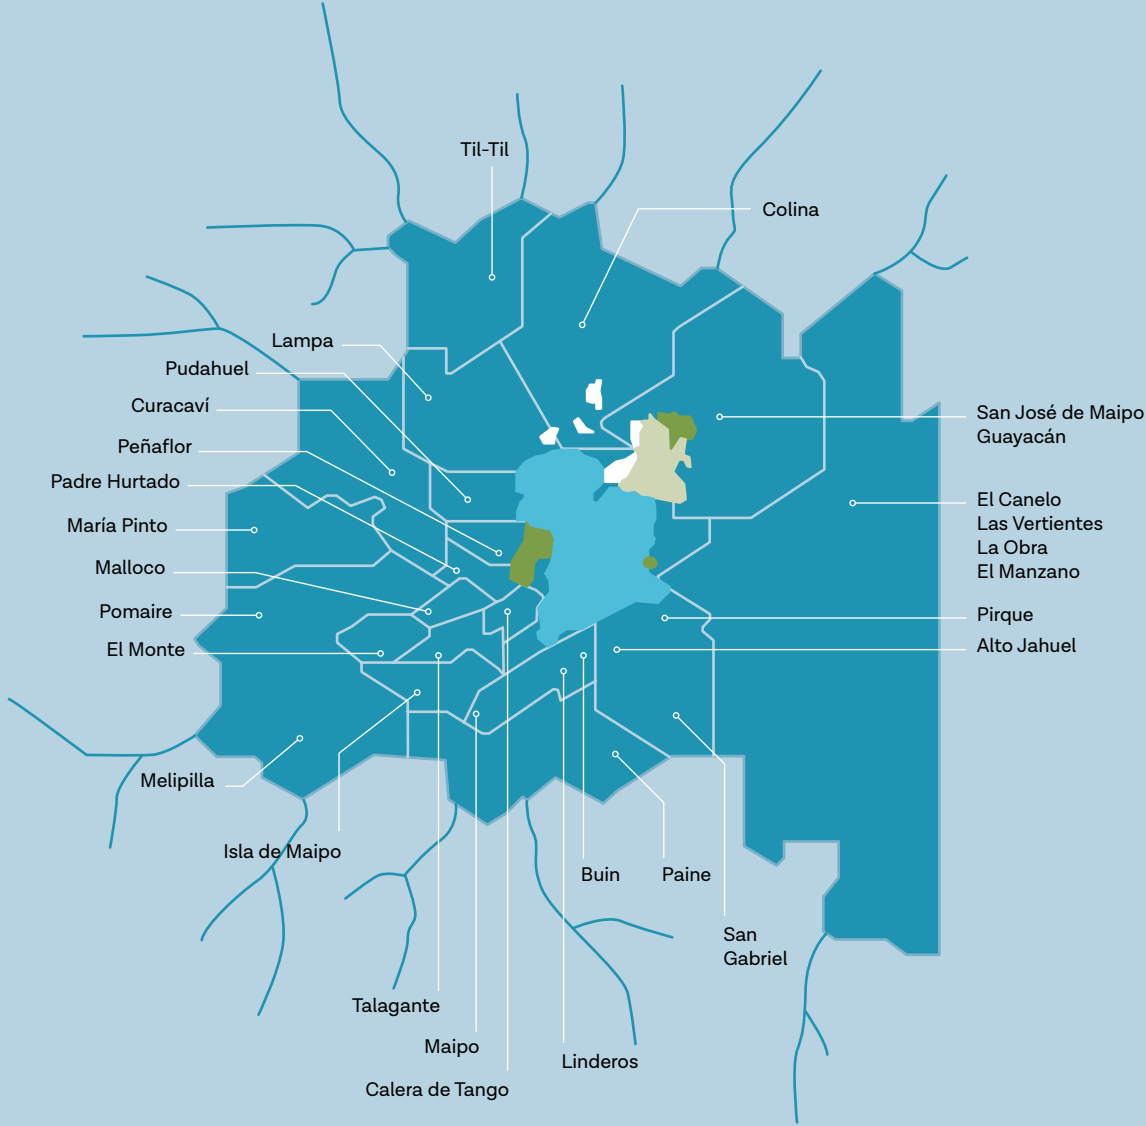 Til-Til
Colina
Lampa
Pudahuel
Curacaví
Peñaflor
Padre Hurtado
María Pinto
Malloco
Pomaire
El Monte
San José de Maipo
Guayacán
El Canelo
Las Vertientes
La Obra
El Manzano
Pirque
Alto Jahuel
Melipilla
Isla de Maipo
Buin
Paine
San
Gabriel
Talagante
Maipo
Linderos
Calera de Tango